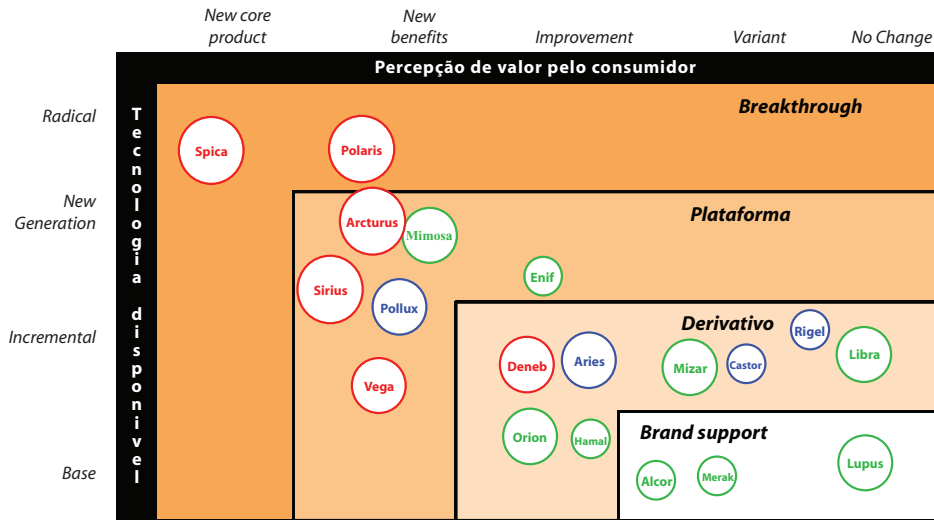 New core
product
New
benefits
Improvement
Variant
No Change
Percepção de valor pelo consumidor
Tecnologia disponivel
Radical
New
Generation
Incremental
Base
Breakthrough
Spica
Polaris
Plataforma
Arcturus
Mimosa
Enif
Sirius
Pollux
Vega
Derivativo
Rigel
Deneb
Aries
Mizar
Castor
Libra
Orion
Hamal
Brand support
Alcor
Merak
Lupus